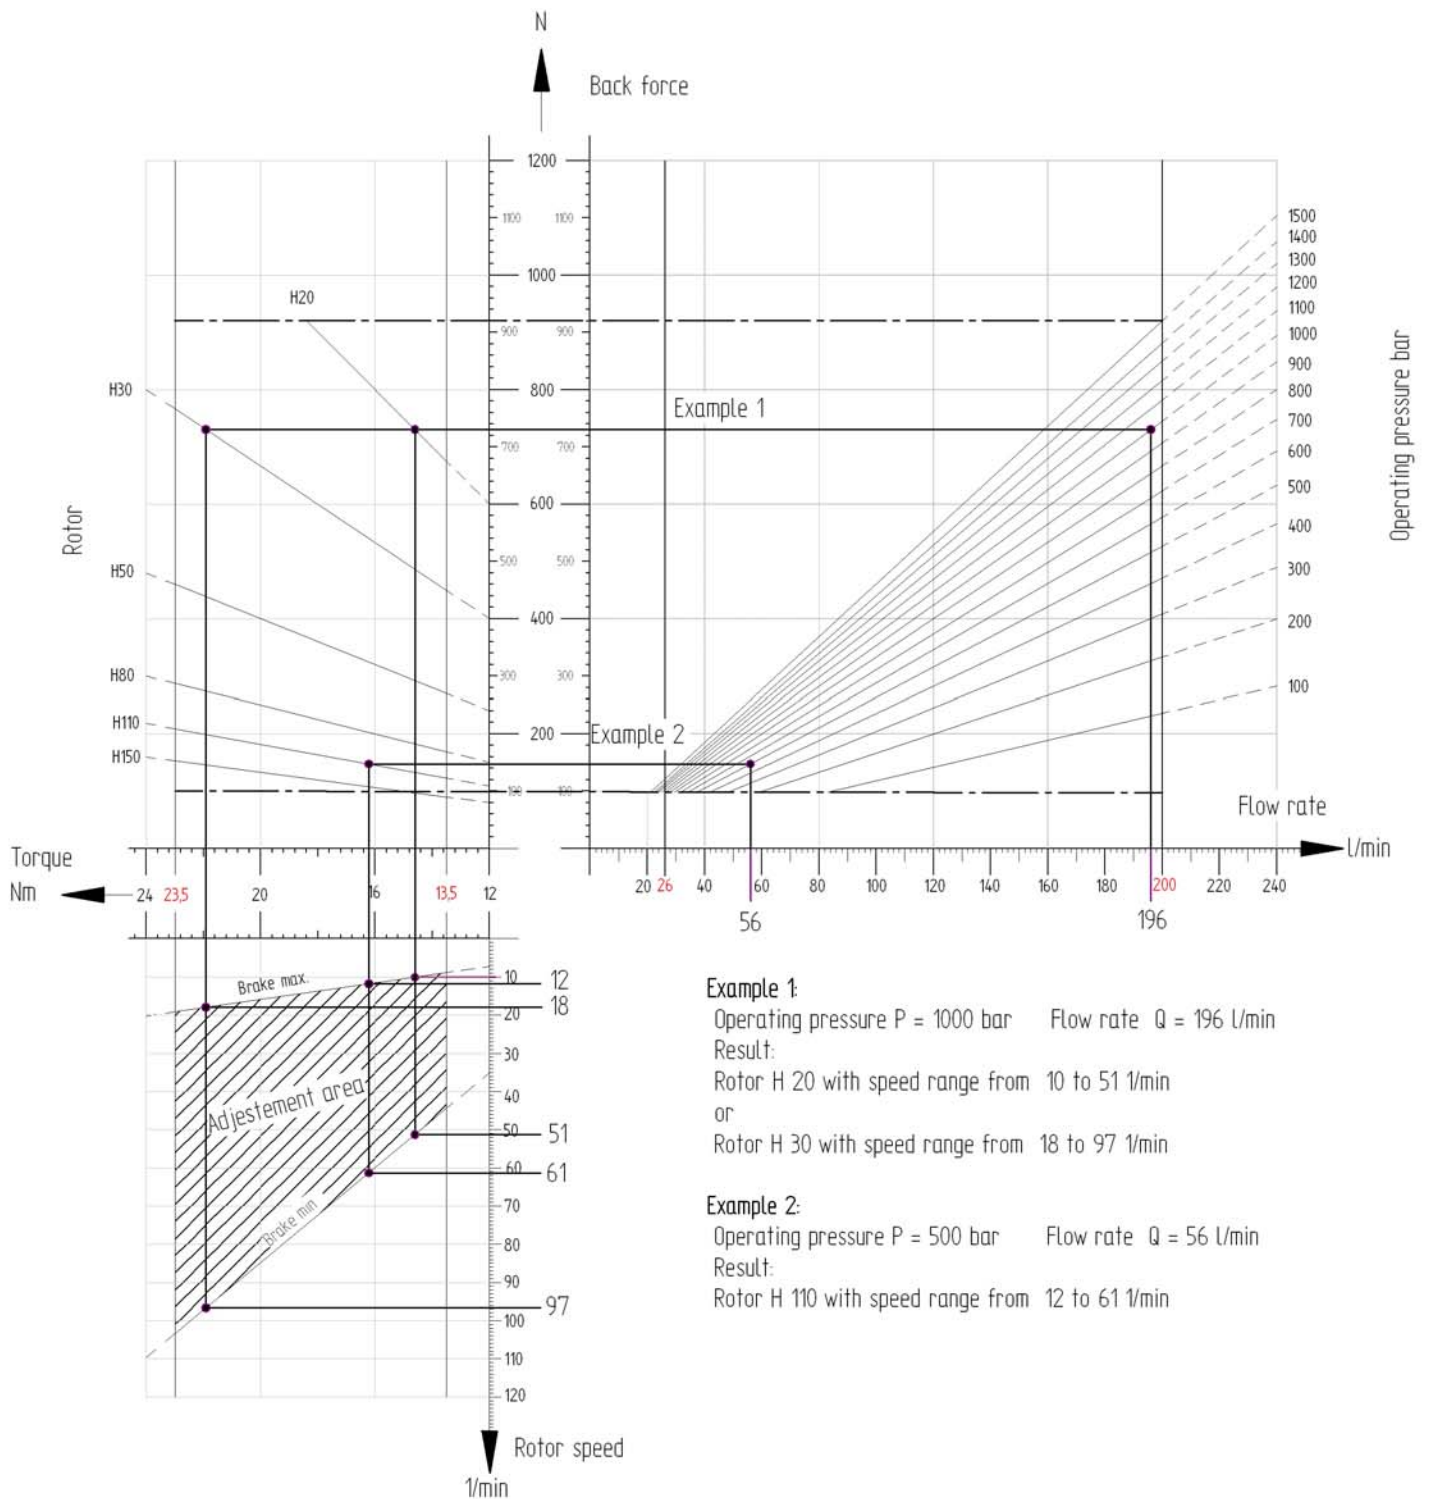 N
Back force
1200
1100 1100
1000
H20
900 900
H30
800
Example 1
700 700
600
Rotor
500 500
H50
400
H80
300 300
H110
200
Example 2
H150
100 100
1500
1400
1300
1200
1100
1000
900
800
700
600
500
400
300
200
100
Operating pressure bar
Flow rate
l/min
Torque
Nm
24 23,5 20 16 13,5 12
20 26 40 60 80 100 120 140 160 180 200 220 240
56 196
Brake max.
Adjestement area
Brake min
10 12
18
20
30
40
50 51
60 61
70
80
90
97
100
110
120
Rotor speed
1/min
Example 1:
Operating pressure P = 1000 bar Flow rate Q = 196 l/min
Result:
Rotor H 20 with speed range from 10 to 51 1/min
or
Rotor H 30 with speed range from 18 to 97 1/min
Example 2:
Operating pressure P = 500 bar Flow rate Q = 56 l/min
Result:
Rotor H 110 with speed range from 12 to 61 1/min